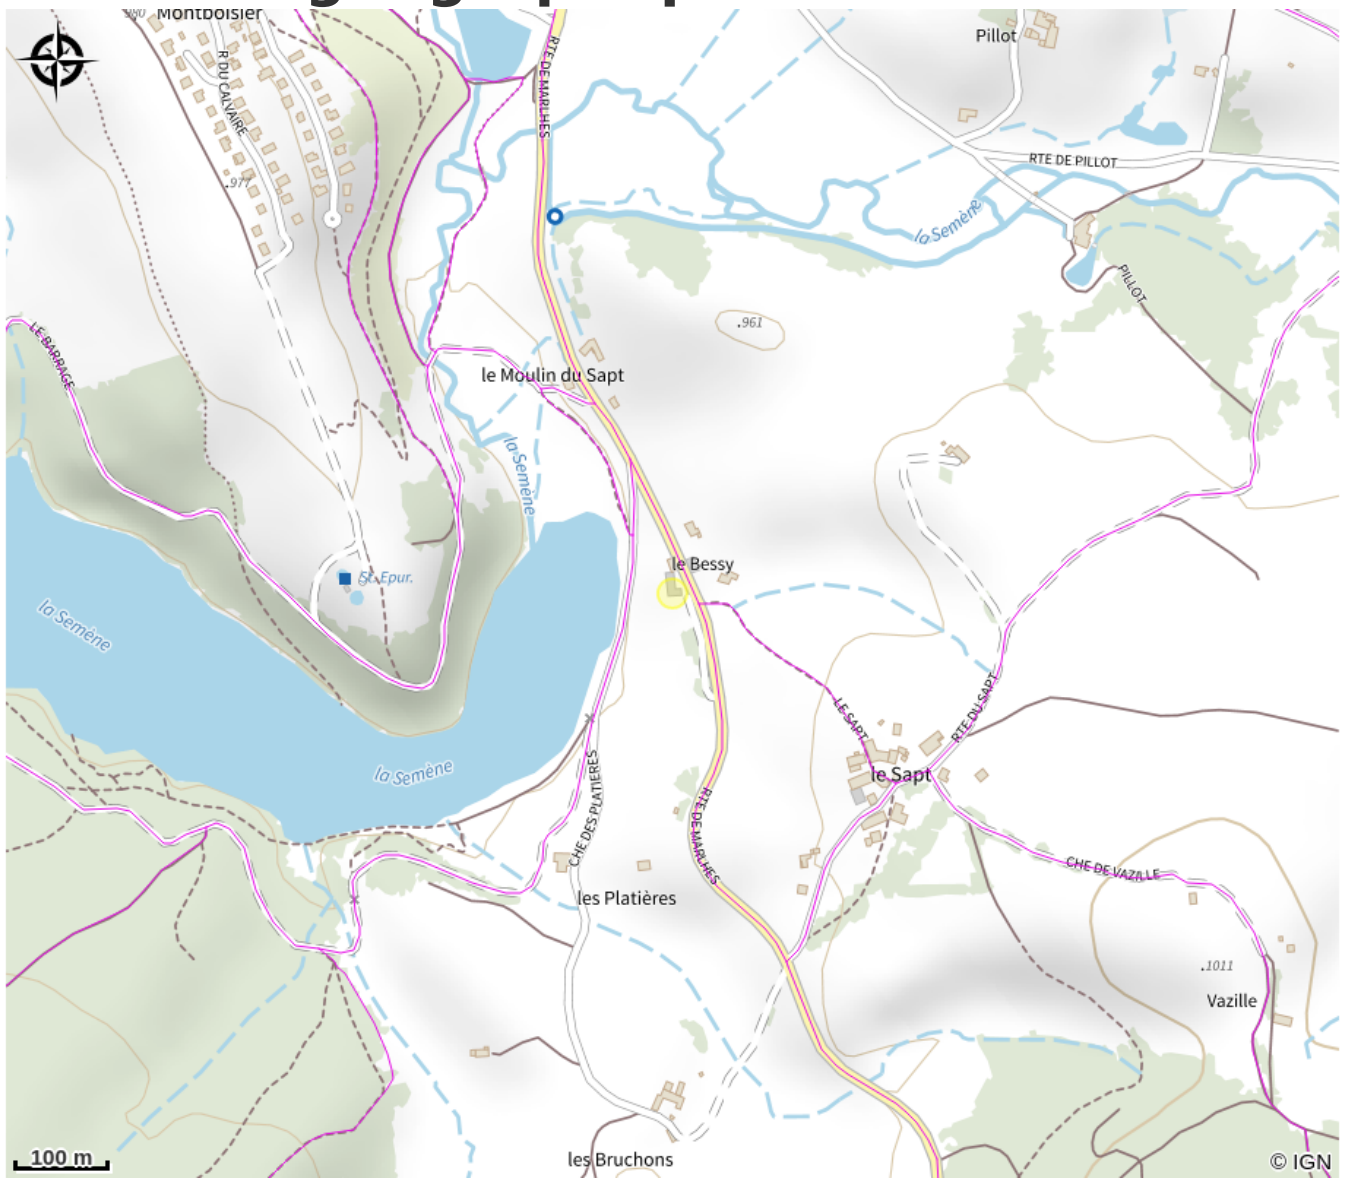 980
Montboisier
Pillot
R DU CALVAIRE
RTE DE MARLHES
RTE DE PILLOT
.977
la Semène
PILLOT
.961
LE BARRAGE
le Moulin du Sapt
la Semène
le Bessy
St. Epur.
la Semène
LE SAPT
RTE DU SAPT
la Semène
le Sapt
CHE DES PLATIERES
RTE DE MARLHES
CHE DE VAZILLE
les Platières
.1011
Vazille
les Bruchons
100 m
© IGN